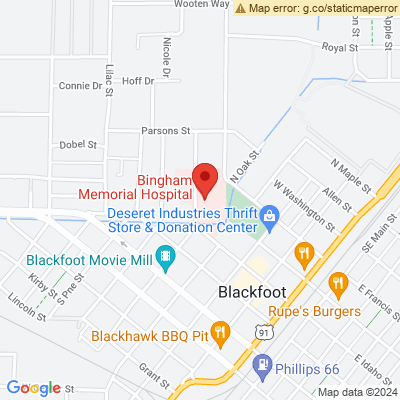 Wooten Way
Map error: g.co/staticmaperror
Royal St
Apple St
Nicole Dr
Hoff Dr
Connie Dr
Lilac St
Parsons St
Dobel St
N Oak St
N Maple St
Bingham
Memorial Hospital
W Washington St
Allen St
Deseret Industries Thrift
Store & Donation Center
SE Main St
Blackfoot Movie Mill
Kirby St
S Pne St
Lincoln St
Blackfoot
Rupe's Burgers
E Francis St
91
Blackhawk BBQ Pit
Phillips 66
E Idaho St
Grant St
Willow St
Google
Map data ©2024